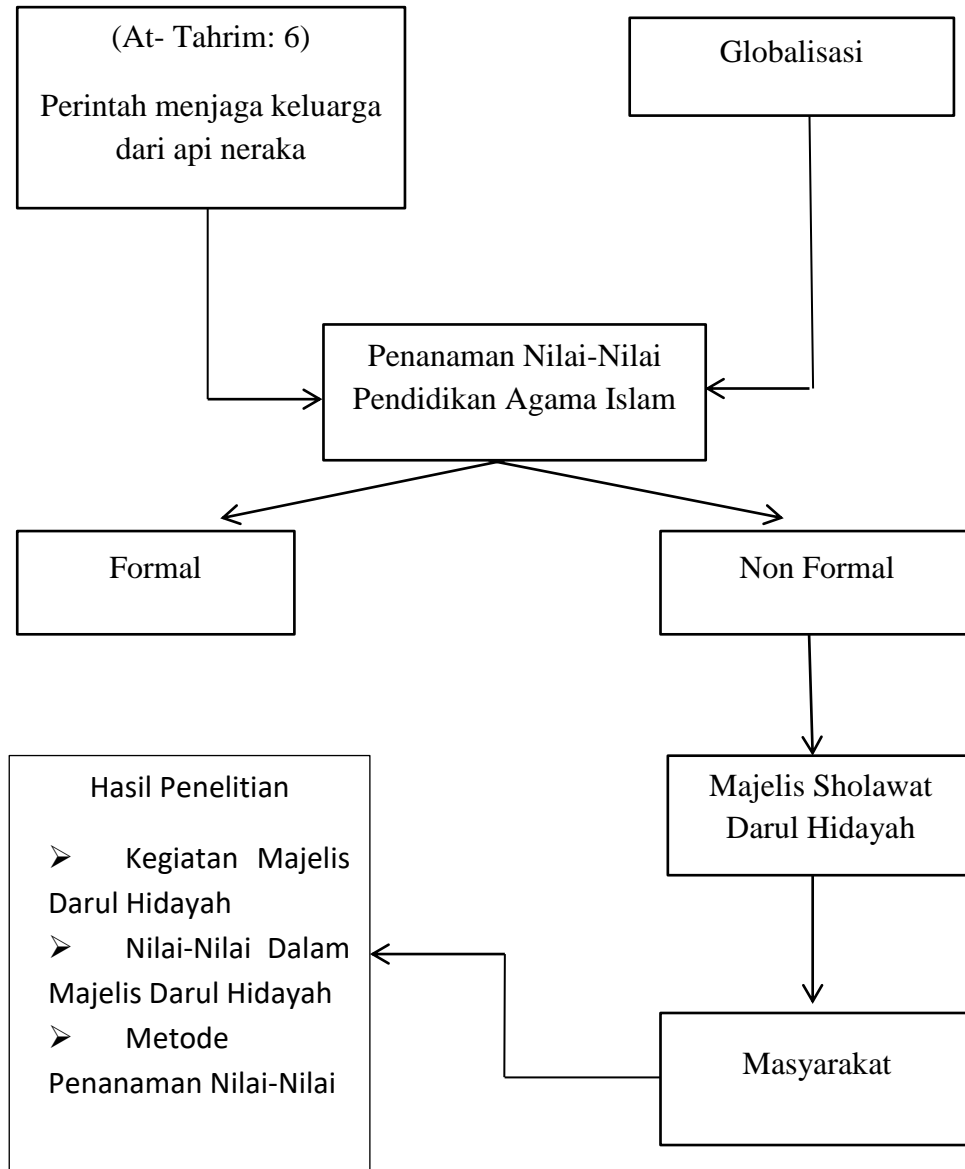 (At- Tahrim: 6)
Perintah menjaga keluarga
dari api neraka
Globalisasi
Penanaman Nilai-Nilai
Pendidikan Agama Islam
Formal
Non Formal
Majelis Sholawat
Darul Hidayah
Masyarakat
Hasil Penelitian
➢ Kegiatan Majelis
Darul Hidayah
➢ Nilai-Nilai Dalam
Majelis Darul Hidayah
➢ Metode
Penanaman Nilai-Nilai